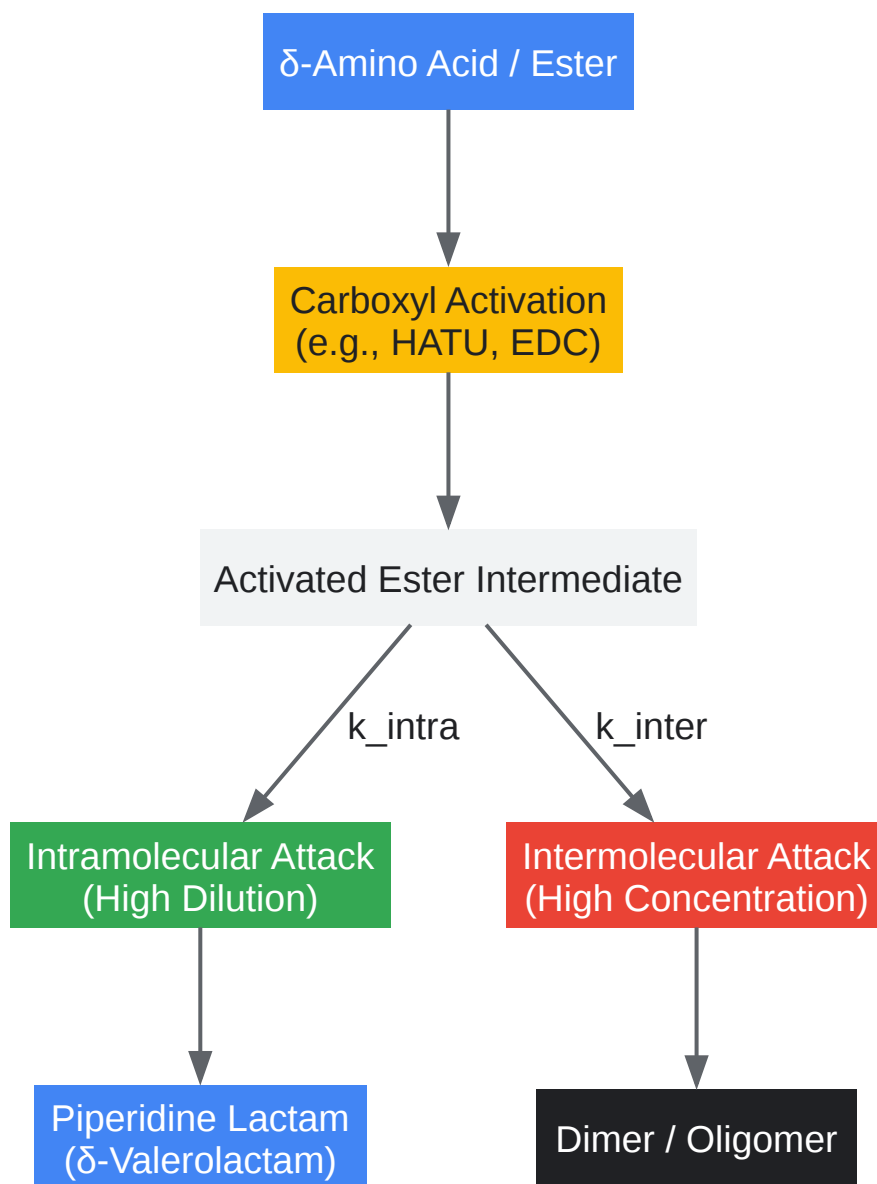 δ-Amino Acid / Ester
Carboxyl Activation
(e.g., HATU, EDC)
Activated Ester Intermediate
k_intra
k_inter
Intramolecular Attack
(High Dilution)
Intermolecular Attack
(High Concentration)
Piperidine Lactam
(δ-Valerolactam)
Dimer / Oligomer